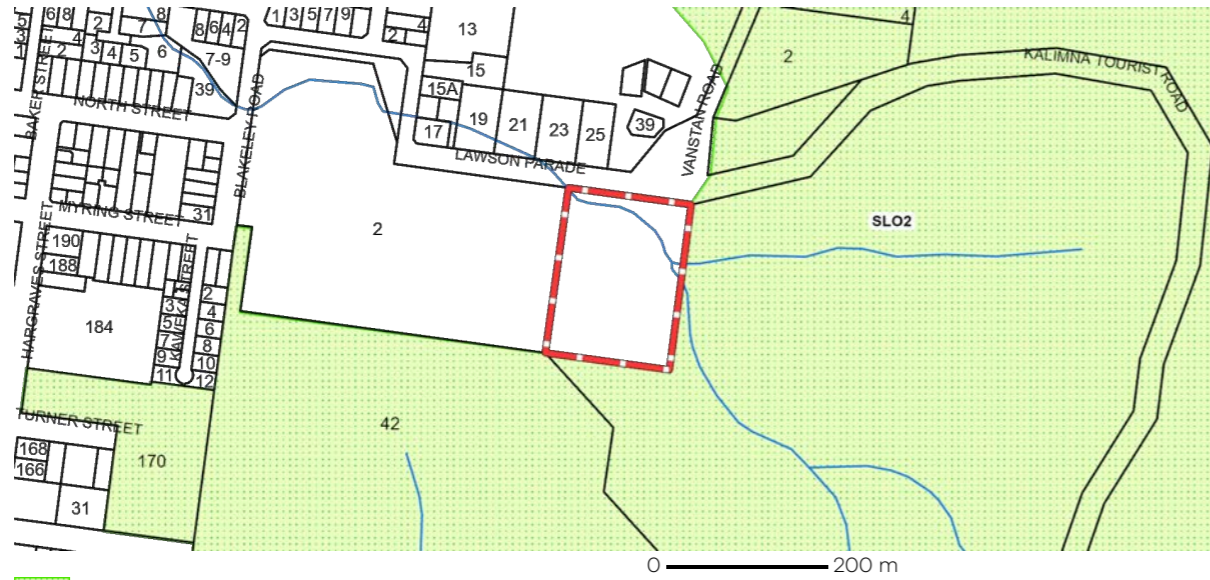 5
3
1
6 8
2
7
8
8 6 4 2
1 3 5 7 9
4
2
13
4
2
4
3 4 5
6
7-9
2
15
39
15A
NORTH STREET
BAKER STREET
BLAKELEY ROAD
17
19
21
23
25
39
VANSTAN ROAD
KALIMNA TOURIST ROAD
LAWSON PARADE
MYRING STREET
31
190
188
2
SLO2
HARGRAVES STREET
KAWEKA STREET
184
3
5
7
9
11
2
4
6
8
10
12
TURNER STREET
42
168
166
170
31
0 200 m